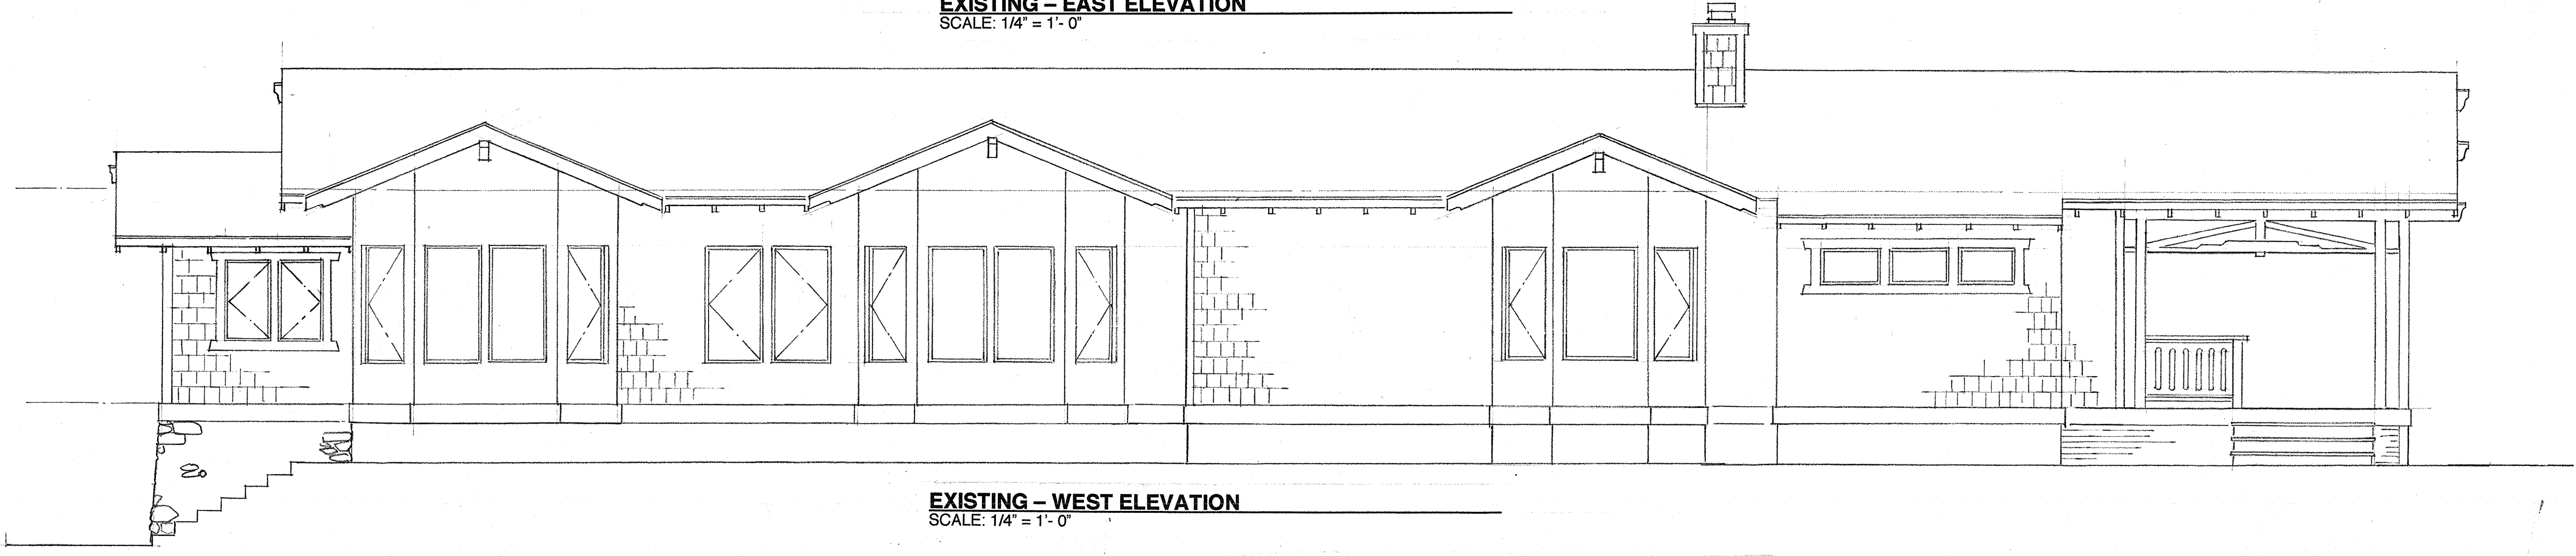 EXISTING – EAST ELEVATION
SCALE: 1/4" = 1'- 0"
EXISTING – WEST ELEVATION
SCALE: 1/4" = 1'- 0"